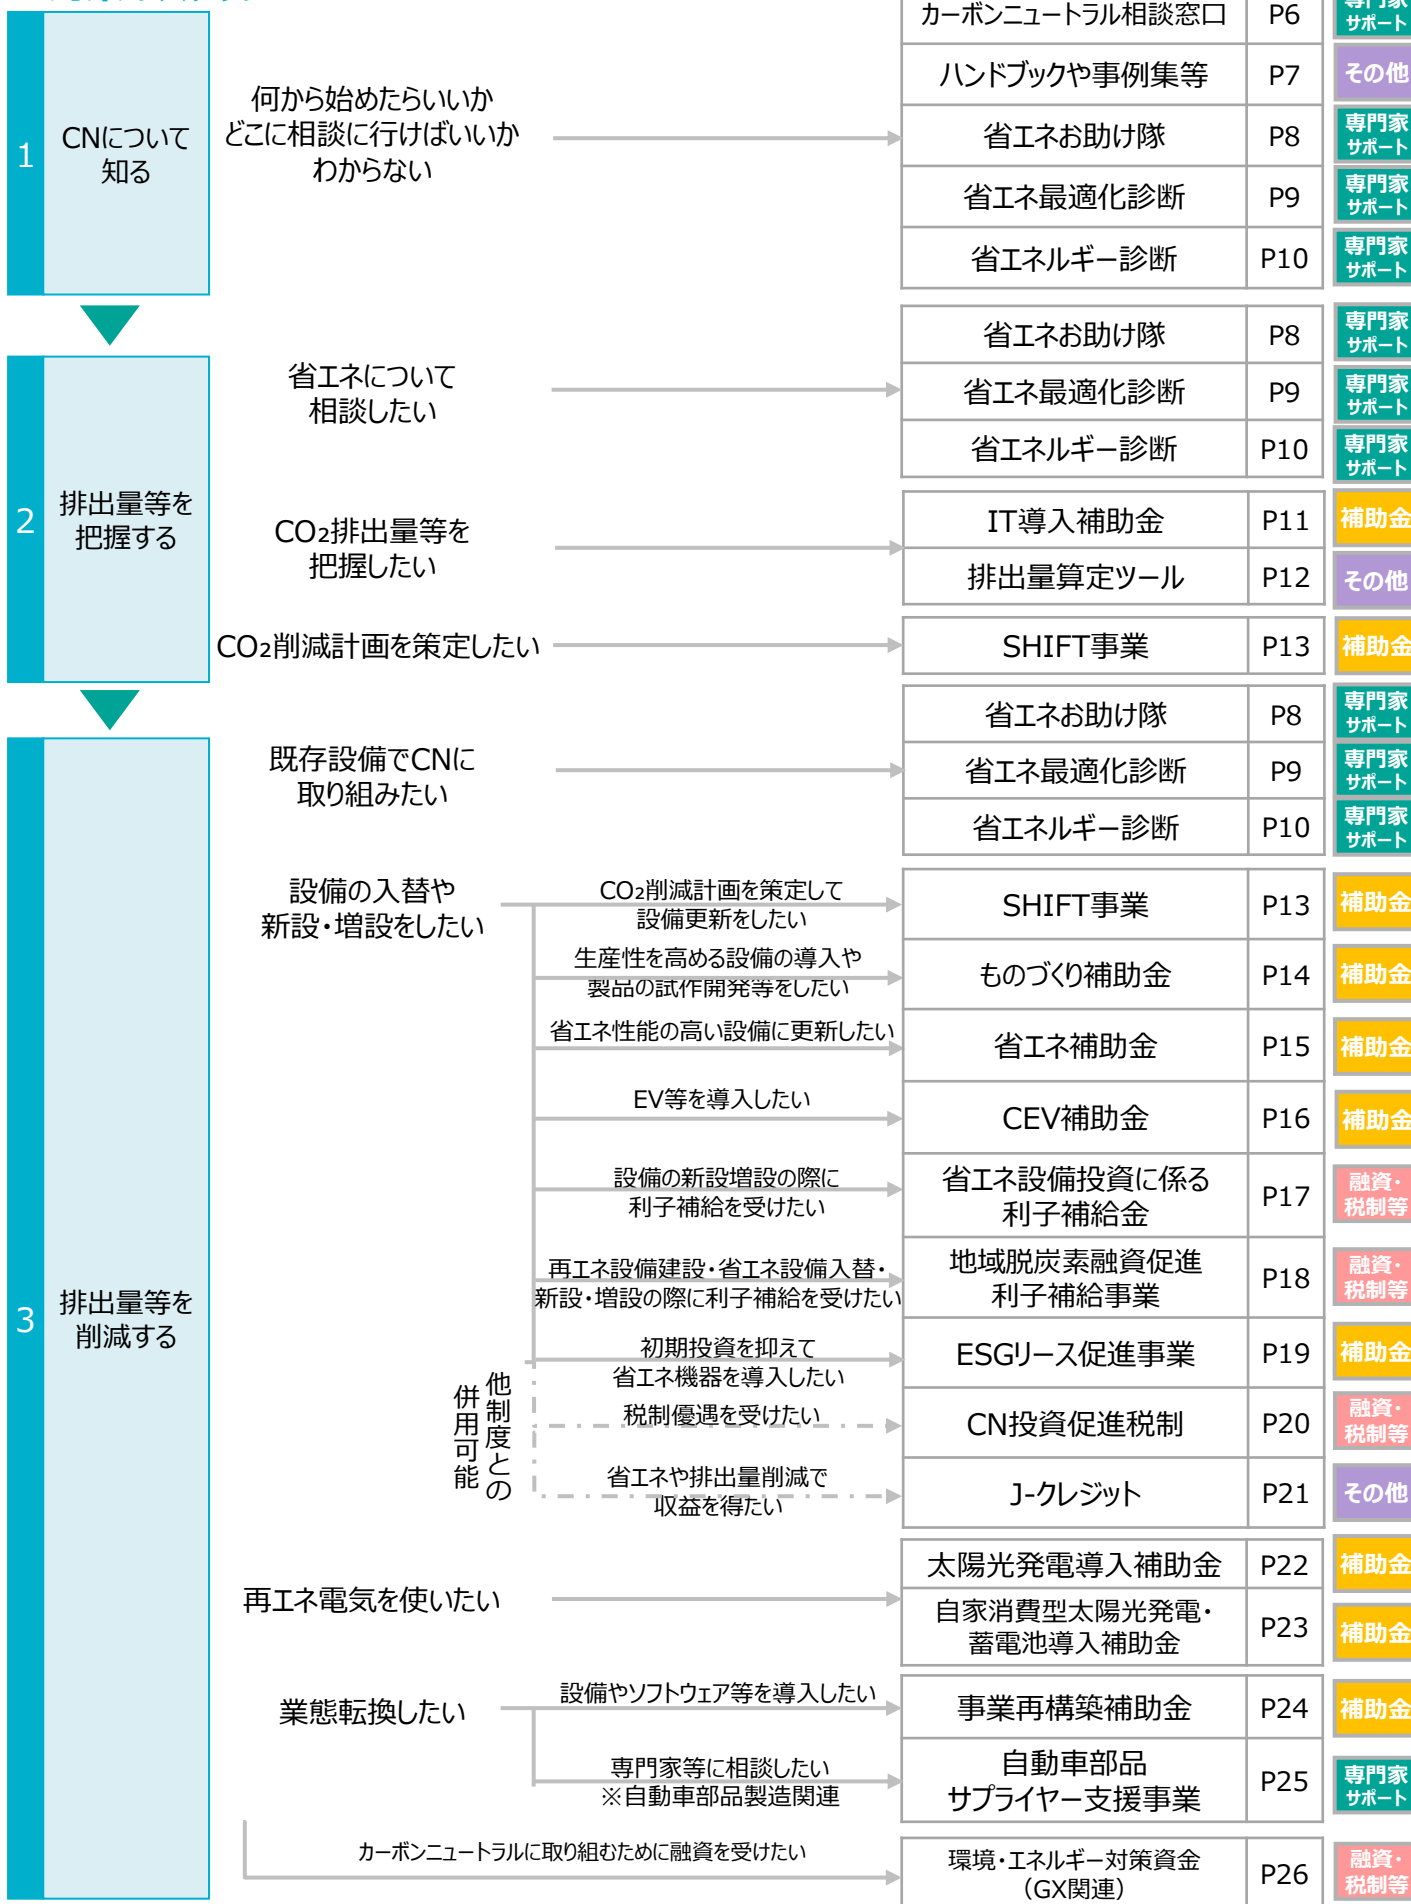 カーボンニュートラル相談窓口 P6 専門家
サポート
1
CNについて
知る
何から始めたらいいか
どこに相談に行けばいいか
わからない
ハンドブックや事例集等 P7 その他
省エネお助け隊 P8 専門家
サポート
省エネ最適化診断 P9 専門家
サポート
省エネルギー診断 P10 専門家
サポート
2
排出量等を
把握する
省エネについて
相談したい
省エネお助け隊 P8 専門家
サポート
省エネ最適化診断 P9 専門家
サポート
省エネルギー診断 P10 専門家
サポート
CO₂排出量等を
把握したい
IT導入補助金 P11 補助金
排出量算定ツール P12 その他
CO₂削減計画を策定したい
SHIFT事業 P13 補助金
3
排出量等を
削減する
既存設備でCNに
取り組みたい
省エネお助け隊 P8 専門家
サポート
省エネ最適化診断 P9 専門家
サポート
省エネルギー診断 P10 専門家
サポート
設備の入替や
新設・増設をしたい
CO₂削減計画を策定して
設備更新をしたい
SHIFT事業 P13 補助金
生産性を高める設備の導入や
製品の試作開発等をしたい
ものづくり補助金 P14 補助金
省エネ性能の高い設備に更新したい
省エネ補助金 P15 補助金
EV等を導入したい
CEV補助金 P16 補助金
設備の新設増設の際に
利子補給を受けたい
省エネ設備投資に係る
利子補給金
P17
融資・
税制等
再エネ設備建設・省エネ設備入替・
新設・増設の際に利子補給を受けたい
地域脱炭素融資促進
利子補給事業
P18
融資・
税制等
初期投資を抑えて
省エネ機器を導入したい
ESGリース促進事業 P19 補助金
他制度との
併用可能
税制優遇を受けたい
CN投資促進税制 P20 融資・
税制等
省エネや排出量削減で
収益を得たい
J-クレジット P21 その他
再エネ電気を使いたい
太陽光発電導入補助金 P22 補助金
自家消費型太陽光発電・
蓄電池導入補助金
P23 補助金
業態転換したい
設備やソフトウェア等を導入したい
事業再構築補助金 P24 補助金
専門家等に相談したい
※自動車部品製造関連
自動車部品
サプライヤー支援事業
P25
専門家
サポート
カーボンニュートラルに取り組むために融資を受けたい
環境・エネルギー対策資金
（GX関連）
P26
融資・
税制等